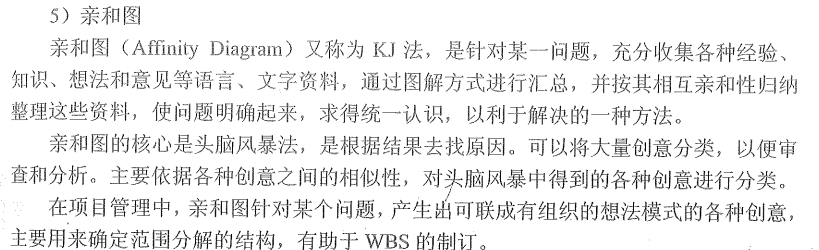 5）亲和图
亲和图（Affinity Diagram）又称为 KJ 法，是针对某一问题，充分收集各种经验、
知识、想法和意见等语言、文字资料，通过图解方式进行汇总，并按其相互亲和性归纳
整理这些资料，使问题明确起来，求得统一认识，以利于解决的一种方法。
亲和图的核心是头脑风暴法，是根据结果去找原因。可以将大量创意分类，以便审
查和分析。主要依据各种创意之间的相似性，对头脑风暴中得到的各种创意进行分类。
在项目管理中，亲和图针对某个问题，产生出可联成有组织的想法模式的各种创意，
主要用来确定范围分解的结构，有助于 WBS 的制订。